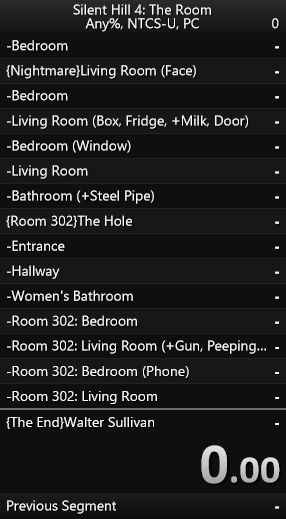 Silent Hill 4: The Room
Any%, NTCS-U, PC 0
-Bedroom -
{Nightmare}Living Room (Face) -
-Bedroom -
-Living Room (Box, Fridge, +Milk, Door) -
-Bedroom (Window) -
-Living Room -
-Bathroom (+Steel Pipe) -
{Room 302}The Hole -
-Entrance -
-Hallway -
-Women's Bathroom -
-Room 302: Bedroom -
-Room 302: Living Room (+Gun, Peeping... -
-Room 302: Bedroom (Phone) -
-Room 302: Living Room -
{The End}Walter Sullivan -
0.00
Previous Segment -